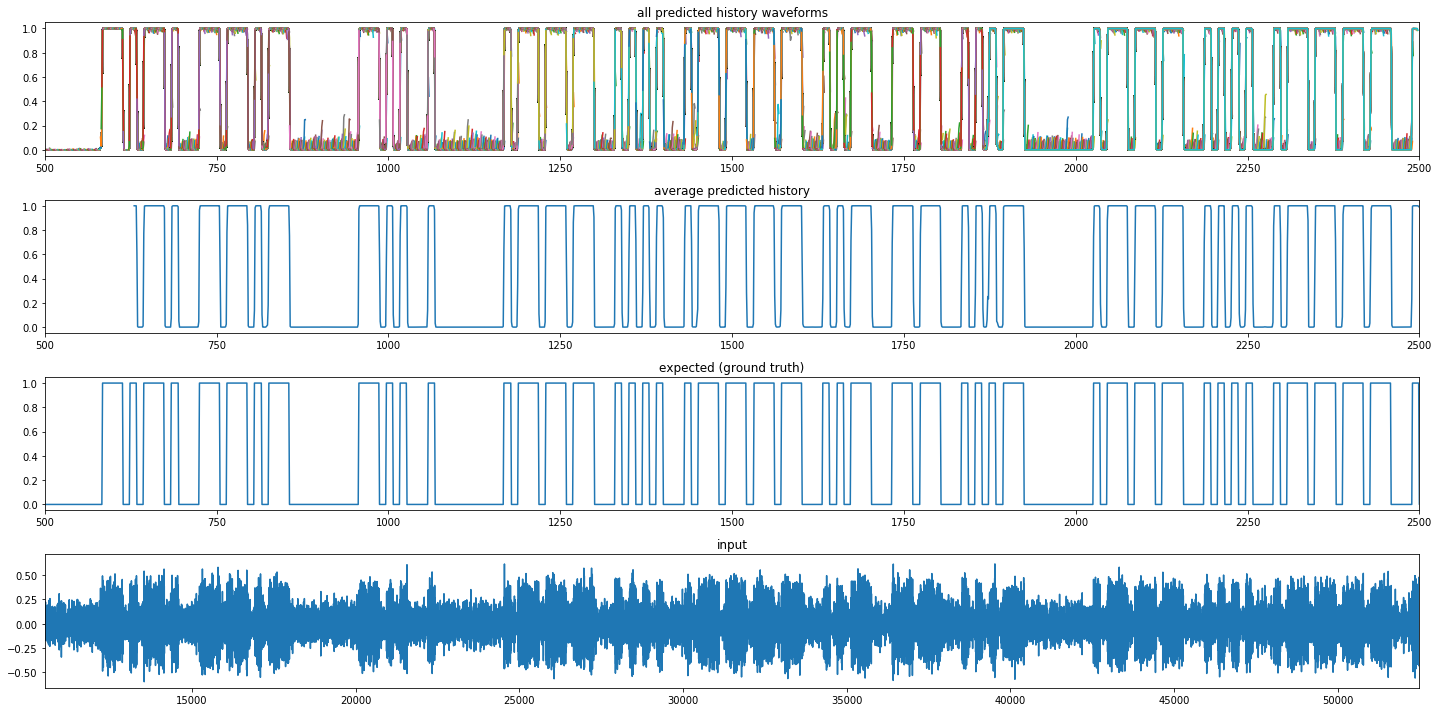 all predicted history waveforms
1.0
0.8
0.6
0.4
0.2
0.0
500 750 1000 1250 1500 1750 2000 2250 2500
average predicted history
1.0
0.8
0.6
0.4
0.2
0.0
500 750 1000 1250 1500 1750 2000 2250 2500
expected (ground truth)
1.0
0.8
0.6
0.4
0.2
0.0
500 750 1000 1250 1500 1750 2000 2250 2500
input
0.50
0.25
0.00
−0.25
−0.50
15000 20000 25000 30000 35000 40000 45000 50000